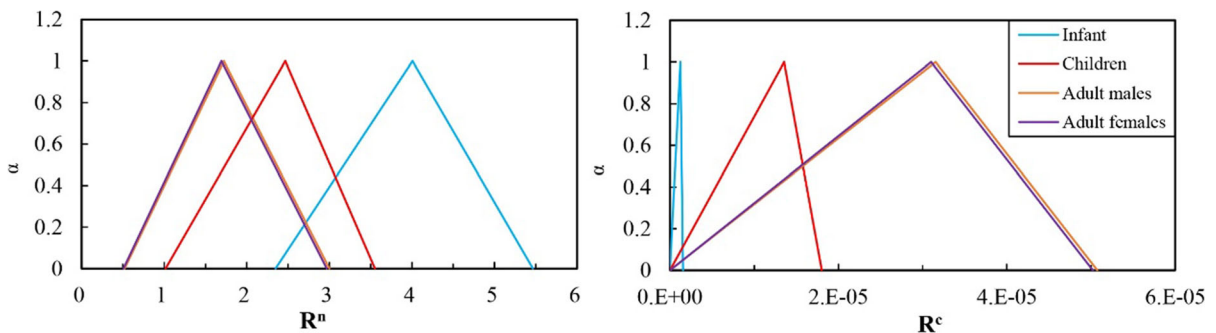 1.2
1
0.8
0.6
0.4
0.2
0
α
0 1 2 3 4 5 6
Rⁿ
1.2
1
0.8
0.6
0.4
0.2
0
α
0.E+00 2.E-05 4.E-05 6.E-05
Rᶜ
Infant
Children
Adult males
Adult females